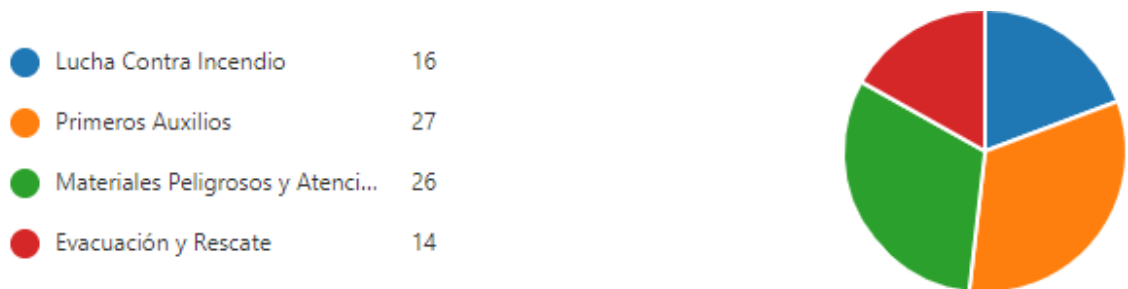 Lucha Contra Incendio 16
Primeros Auxilios 27
Materiales Peligrosos y Atenci... 26
Evacuación y Rescate 14